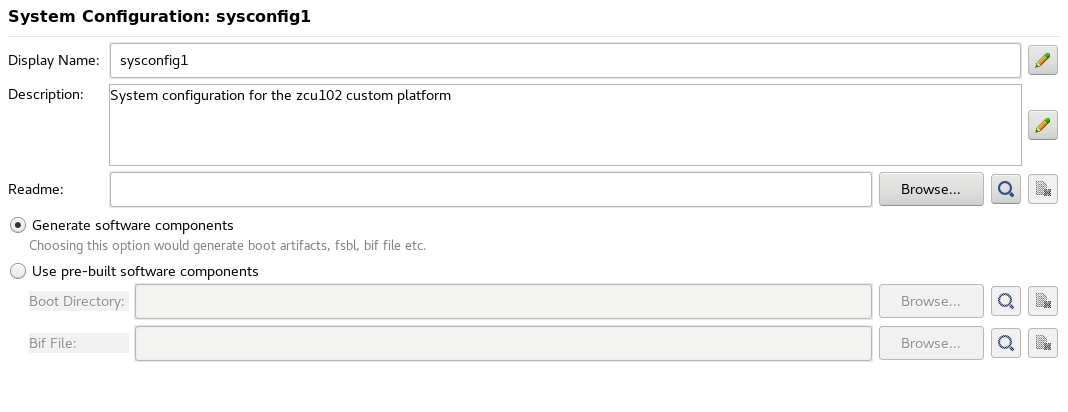 System Configuration: sysconfig1
Display Name: sysconfig1
Description: System configuration for the zcu102 custom platform
Readme: Browse...
Generate software components
Choosing this option would generate boot artifacts, fsbl, bif file etc.
Use pre-built software components
Boot Directory: Browse...
Bif File: Browse...